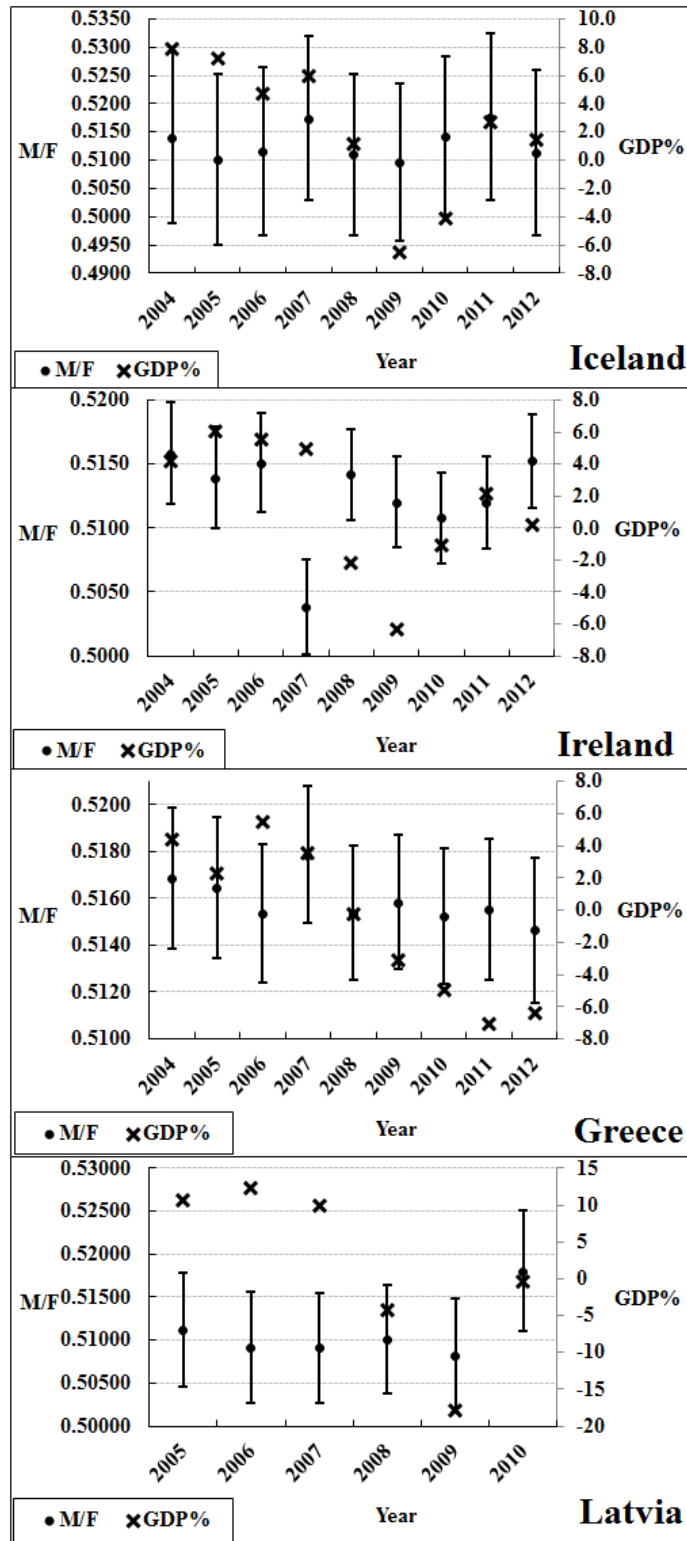 0.5350
0.5300
0.5250
0.5200
0.5150
0.5100
0.5050
0.5000
0.4950
0.4900
M/F
10.0
8.0
6.0
4.0
2.0
0.0
-2.0
-4.0
-6.0
-8.0
GDP%
2004 2005 2006 2007 2008 2009 2010 2011 2012
Year
Iceland
M/F GDP%
0.5200
0.5150
0.5100
0.5050
0.5000
M/F
8.0
6.0
4.0
2.0
0.0
-2.0
-4.0
-6.0
-8.0
GDP%
2004 2005 2006 2007 2008 2009 2010 2011 2012
Year
Ireland
M/F GDP%
0.5200
0.5180
0.5160
0.5140
0.5120
0.5100
M/F
8.0
6.0
4.0
2.0
0.0
-2.0
-4.0
-6.0
-8.0
GDP%
2004 2005 2006 2007 2008 2009 2010 2011 2012
Year
Greece
M/F GDP%
0.53000
0.52500
0.52000
0.51500
0.51000
0.50500
0.50000
M/F
15
10
5
0
-5
-10
-15
-20
GDP%
2005 2006 2007 2008 2009 2010
Year
Latvia
M/F GDP%